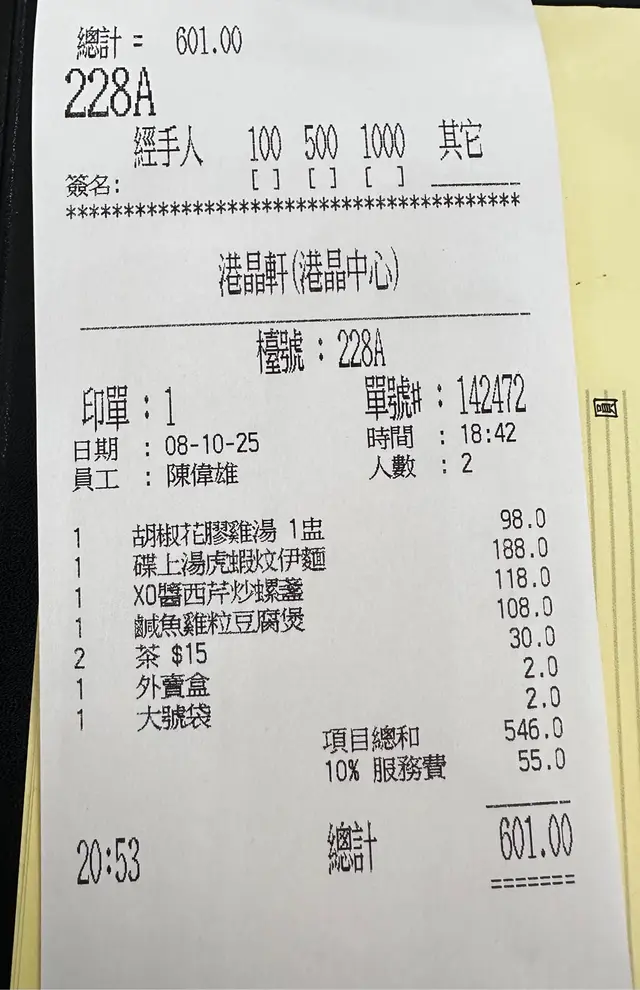 總計 = 601.00
228A
經手人 100 500 1000 其它
簽名: [ ] [ ] [ ] ________
***************************************
港晶軒(港晶中心)
檯號 : 228A
印單 : 1 單號# : 142472
日期 : 08-10-25 時間 : 18:42
員工 : 陳偉雄 人數 : 2
1 胡椒花膠雞湯 1盅 98.0
1 碟上湯虎蝦炆伊麵 188.0
1 XO醬西芹炒螺盞 118.0
1 鹹魚雞粒豆腐煲 108.0
2 茶 $15 30.0
1 外賣盒 2.0
1 大號袋 2.0
項目總和 546.0
10% 服務費 55.0
20:53 總計 601.00
=======
圓